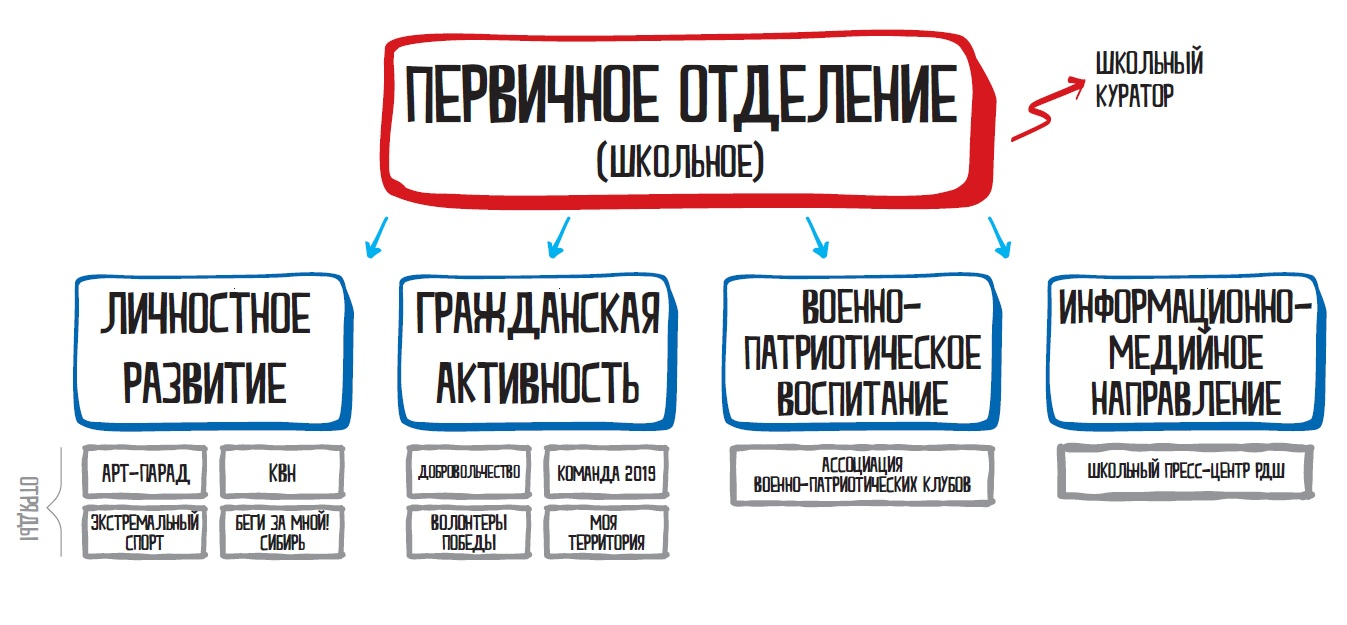 ПЕРВИЧНОЕ ОТДЕЛЕНИЕ
(ШКОЛЬНОЕ)
ШКОЛЬНЫЙ
КУРАТОР
ЛИЧНОСТНОЕ
РАЗВИТИЕ
ГРАЖДАНСКАЯ
АКТИВНОСТЬ
ВОЕННО-
ПАТРИОТИЧЕСКОЕ
ВОСПИТАНИЕ
ИНФОРМАЦИОННО-
МЕДИЙНОЕ
НАПРАВЛЕНИЕ
ОТРЯДЫ
АРТ-ПАРАД
КВН
ЭКСТРЕМАЛЬНЫЙ
СПОРТ
БЕГИ ЗА МНОЙ!
СИБИРЬ
ДОБРОВОЛЬЧЕСТВО
КОМАНДА 2019
ВОЛОНТЕРЫ
ПОБЕДЫ
МОЯ
ТЕРРИТОРИЯ
АССОЦИАЦИЯ
ВОЕННО-ПАТРИОТИЧЕСКИХ КЛУБОВ
ШКОЛЬНЫЙ ПРЕСС-ЦЕНТР РДШ